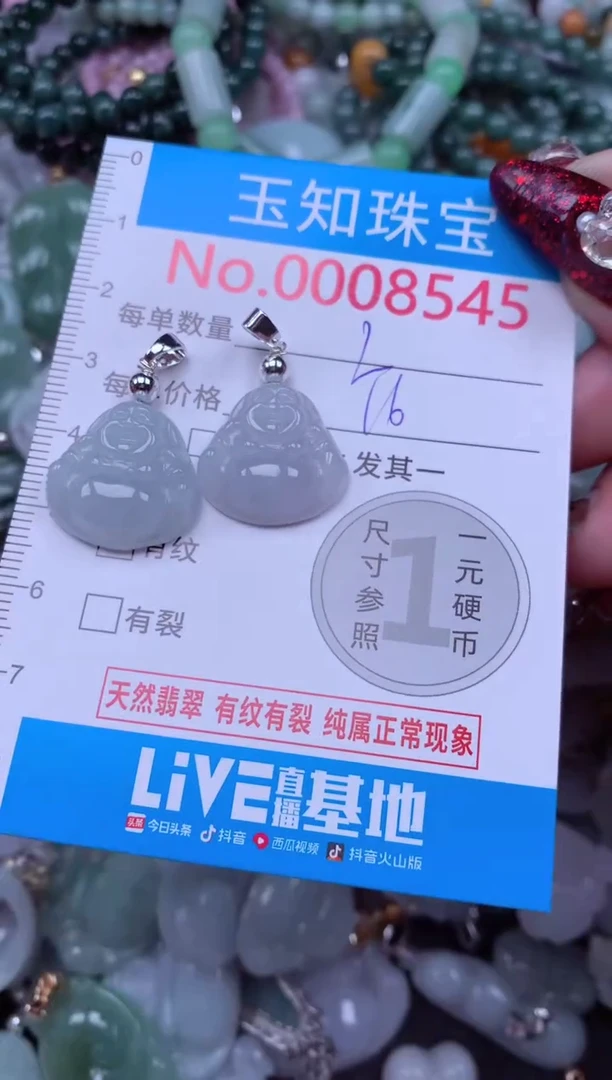 0
1
2
3
4
6
7
玉知珠宝
No.0008545
每单数量 2
每 价格 16
发其一
有纹
有裂
尺寸参照
1
一元硬币
天然翡翠 有纹有裂 纯属正常现象
LiVE直播基地
头条 今日头条 抖音 西瓜视频 抖音火山版